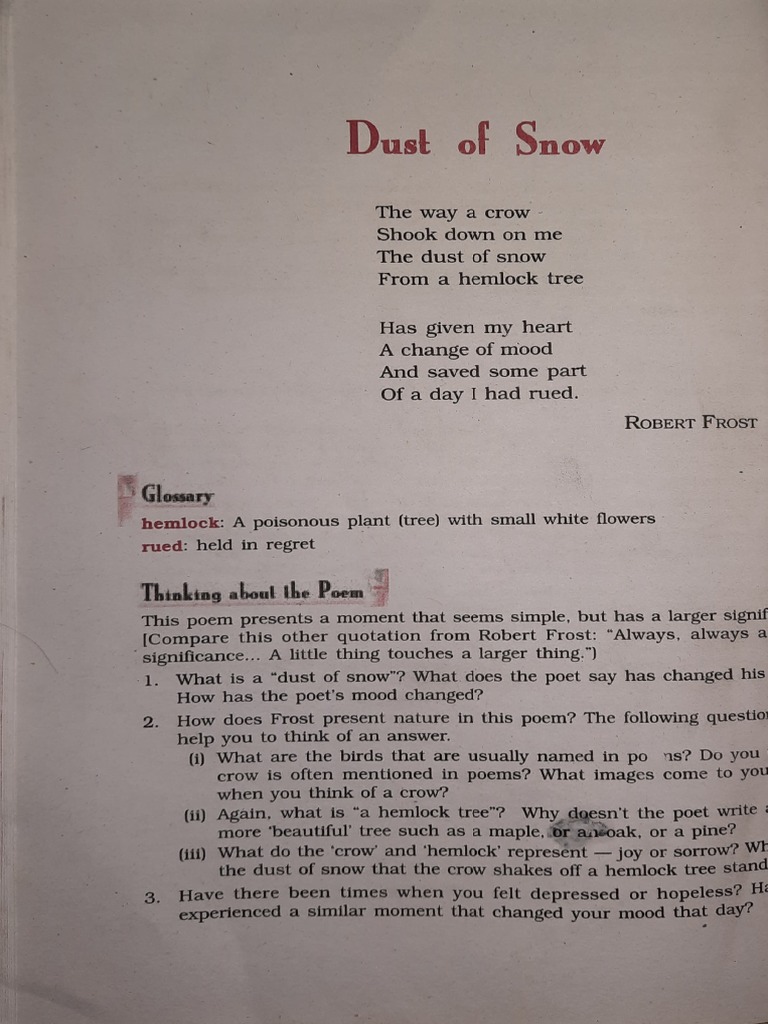 Dust of Snow
The way a crow
Shook down on me
The dust of snow
From a hemlock tree
Has given my heart
A change of mood
And saved some part
Of a day I had rued.
ROBERT FROST
Glossary
hemlock: A poisonous plant (tree) with small white flowers
rued: held in regret
Thinking about the Poem
This poem presents a moment that seems simple, but has a larger
[Compare this other quotation from Robert Frost: “Always, always a
significance... A little thing touches a larger thing.”)
1. What is a “dust of snow”? What does the poet say has changed his
How has the poet's mood changed?
2. How does Frost present nature in this poem? The following
help you to think of an answer.
(i) What are the birds that are usually named in Do you
crow is often mentioned in poems? What images come to you
when you think of a crow?
(ii) Again, what is “a hemlock tree”? Why doesn't the poet write
more ‘beautiful’ tree such as a maple, or an oak, or a pine?
(iii) What do the ‘crow’ and ‘hemlock’ represent — joy or sorrow?
the dust of snow that the crow shakes off a hemlock tree stand
3. Have there been times when you felt depressed or hopeless?
experienced a similar moment that changed your mood that day?